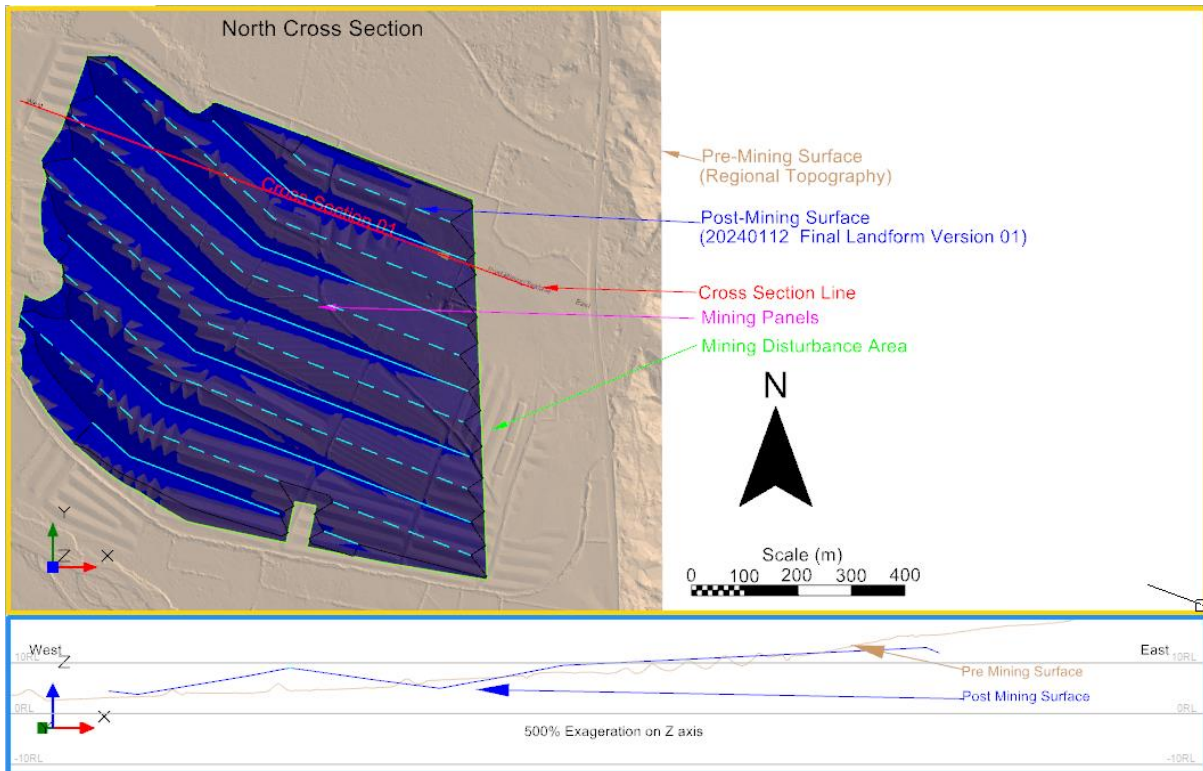 North Cross Section
West
Cross Section 01
East
Pre-Mining Surface
(Regional Topography)
Post-Mining Surface
(20240112 Final Landform Version 01)
Cross Section Line
Mining Panels
Mining Disturbance Area
N
Y
Z
X
Scale (m)
0 100 200 300 400
West
East
10RL
Z
10RL
Pre Mining Surface
Post Mining Surface
0RL
X
0RL
500% Exageration on Z axis
-10RL
-10RL